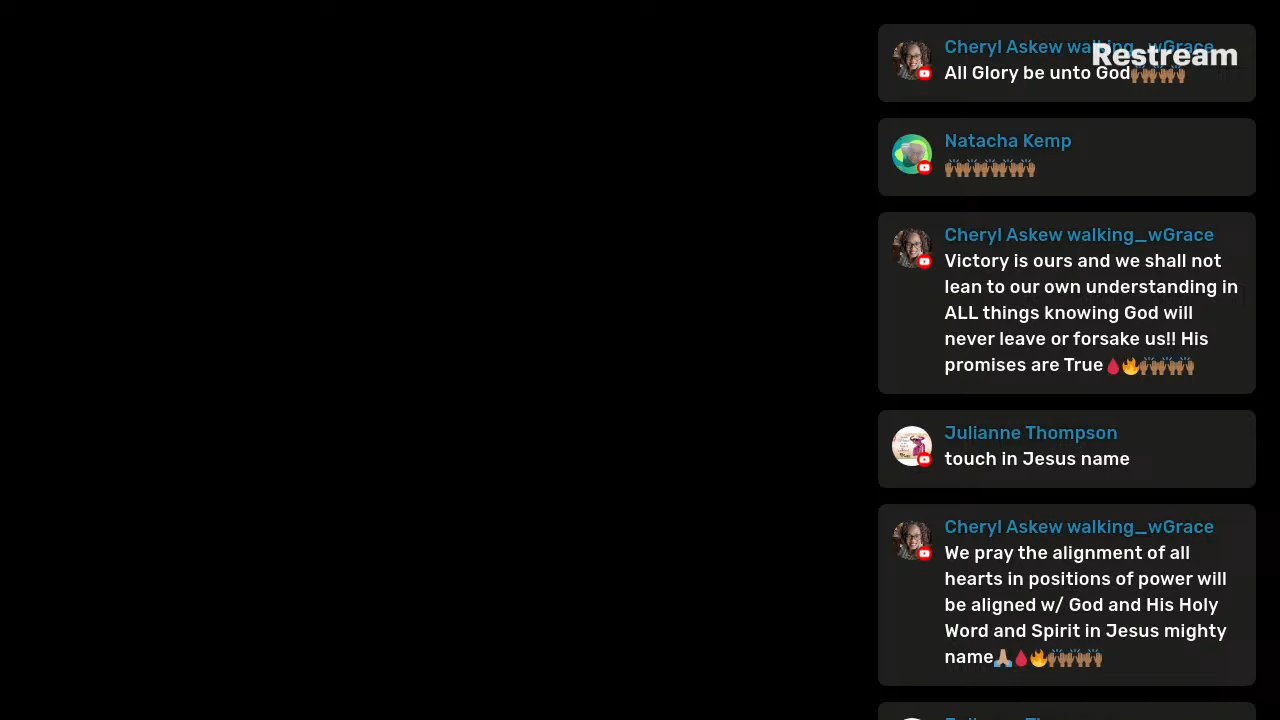 Cheryl Askew walking_wGrace
Restream
All Glory be unto God🙌🏽🙌🏽🙌🏽
Natacha Kemp
🙌🏽🙌🏽🙌🏽🙌🏽🙌🏽
Cheryl Askew walking_wGrace
Victory is ours and we shall not
lean to our own understanding in
ALL things knowing God will
never leave or forsake us!! His
promises are True🩸🔥🙌🏽🙌🏽🙌🏽
Julianne Thompson
touch in Jesus name
Cheryl Askew walking_wGrace
We pray the alignment of all
hearts in positions of power will
be aligned w/ God and His Holy
Word and Spirit in Jesus mighty
name🙏🏽🩸🔥🙌🏽🙌🏽🙌🏽